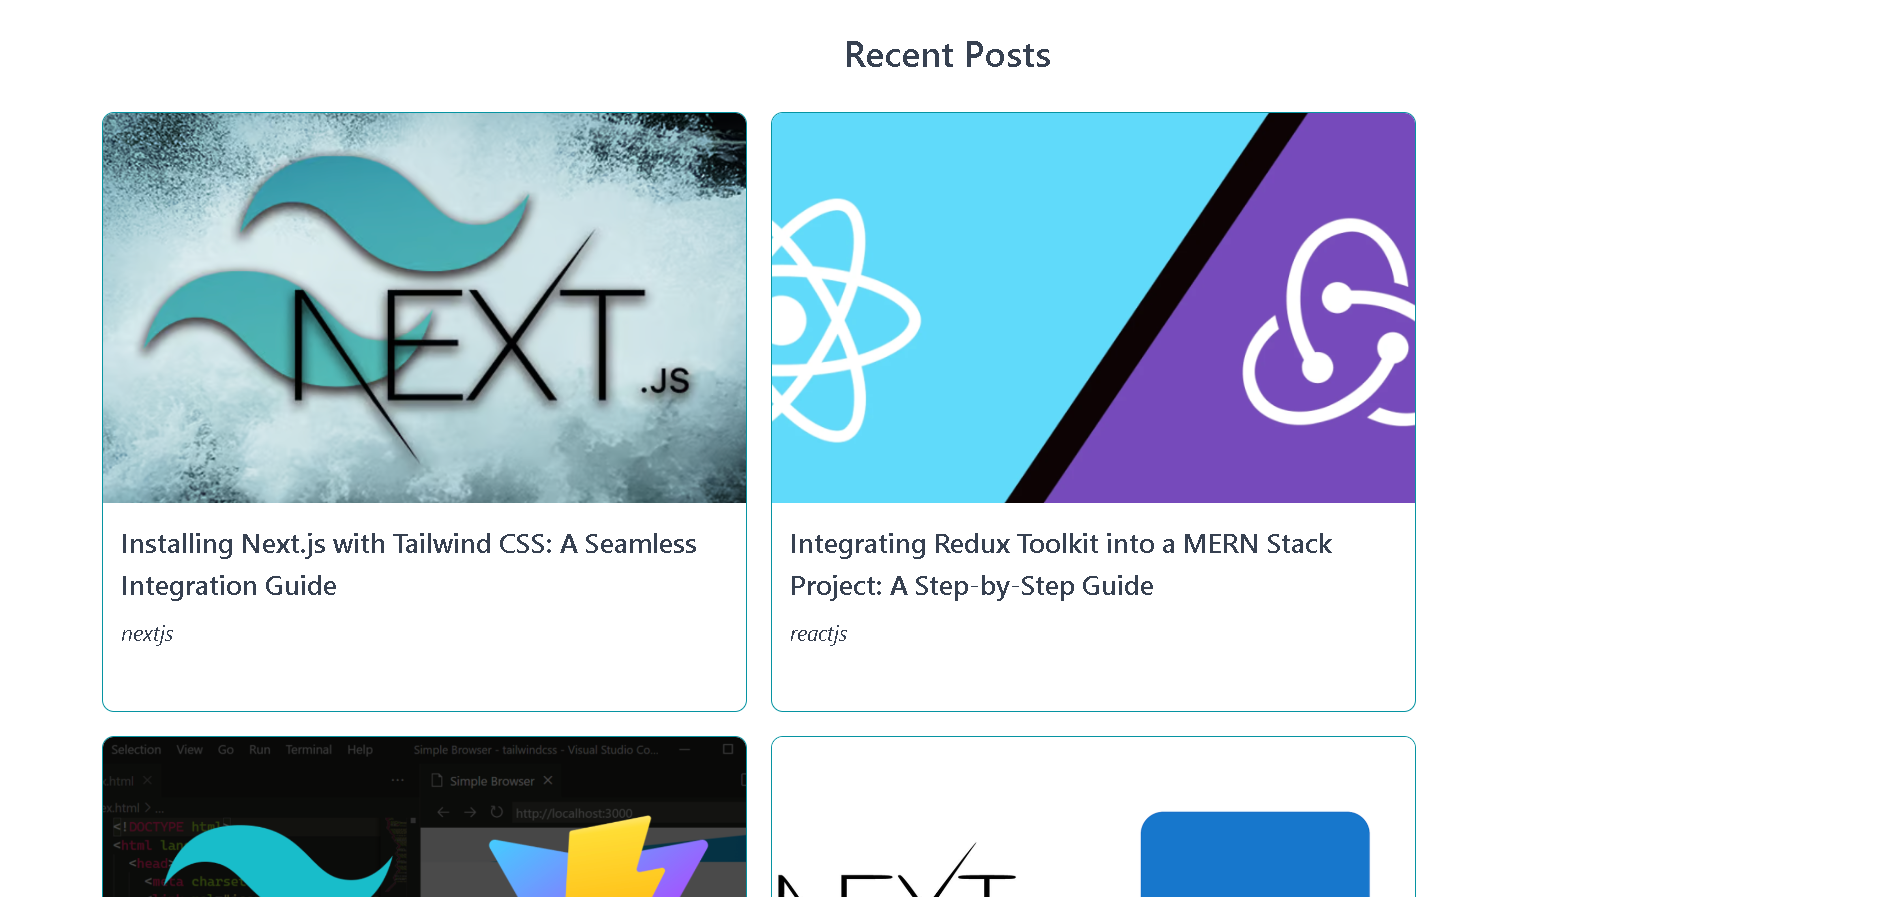 Recent Posts
NEXT.JS
Installing Next.js with Tailwind CSS: A Seamless
Integration Guide
nextjs
Integrating Redux Toolkit into a MERN Stack
Project: A Step-by-Step Guide
reactjs
Selection View Go Run Terminal Help
Simple Browser - tailwindcss - Visual Studio Co...
.html
Simple Browser
ex.html > ...
http://localhost:3000
<!DOCTYPE html>
<html lan
<head>
<meta charset
NEXT